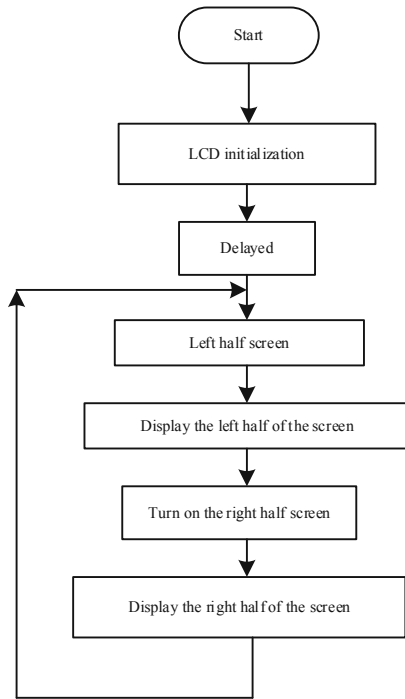 Start
LCD initialization
Delayed
Left half screen
Display the left half of the screen
Turn on the right half screen
Display the right half of the screen